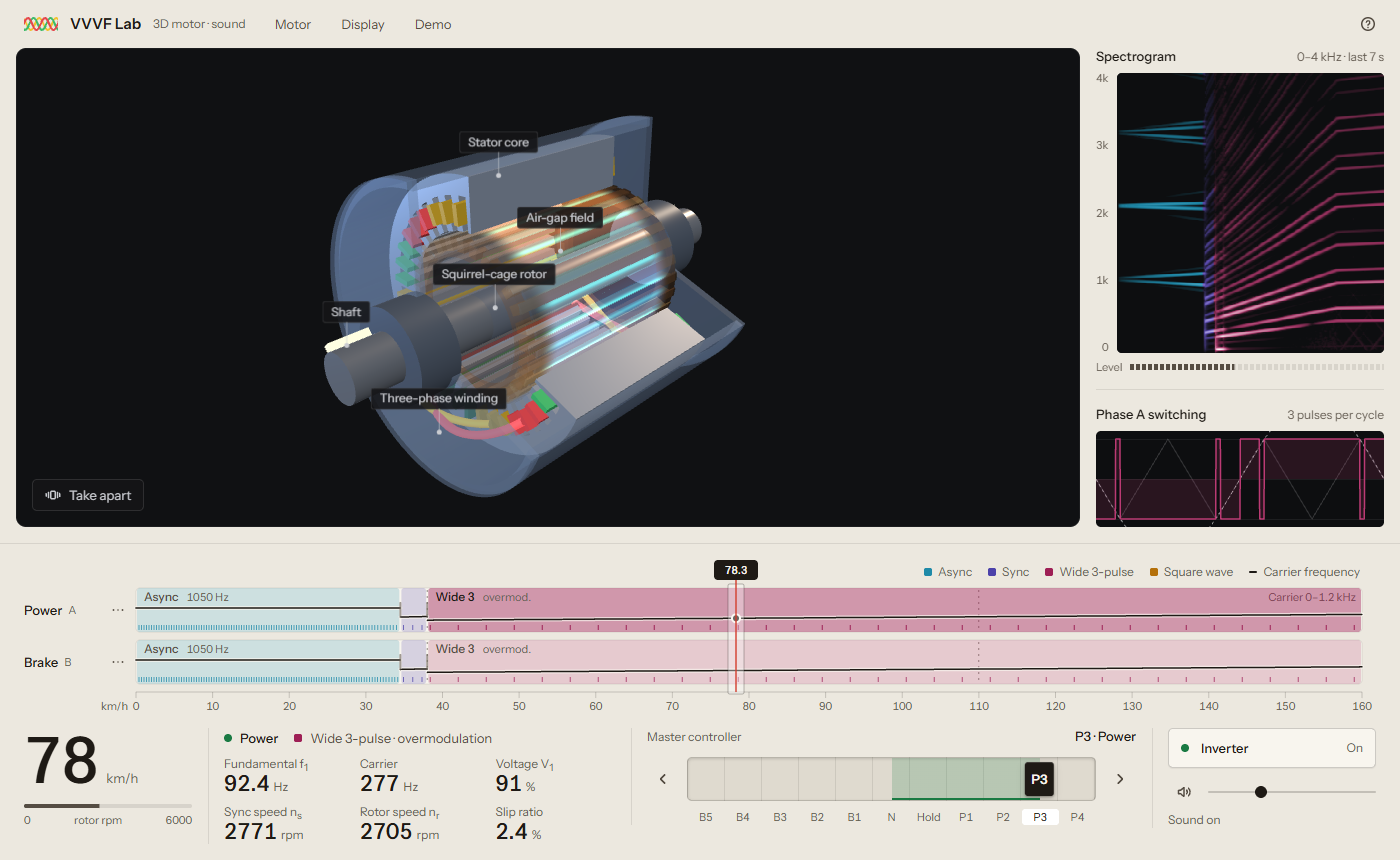 VVVF Lab 3D motor · sound Motor Display Demo
Stator core
Air-gap field
Squirrel-cage rotor
Shaft
Three-phase winding
Take apart
Spectrogram 0–4 kHz · last 7 s
4k
3k
2k
1k
0
Level
Phase A switching 3 pulses per cycle
78.3
Async Sync Wide 3-pulse Square wave Carrier frequency
Power A ··· Async 1050 Hz Wide 3 overmod. Carrier 0–1.2 kHz
Brake B ··· Async 1050 Hz Wide 3 overmod.
km/h 0 10 20 30 40 50 60 70 80 90 100 110 120 130 140 150 160
78 km/h
0 rotor rpm 6000
Power Wide 3-pulse · overmodulation
Fundamental f1 Carrier Voltage V1
92.4 Hz 277 Hz 91 %
Sync speed ns Rotor speed nr Slip ratio
2771 rpm 2705 rpm 2.4 %
Master controller P3 · Power
P3
B5 B4 B3 B2 B1 N Hold P1 P2 P3 P4
Inverter On
Sound on